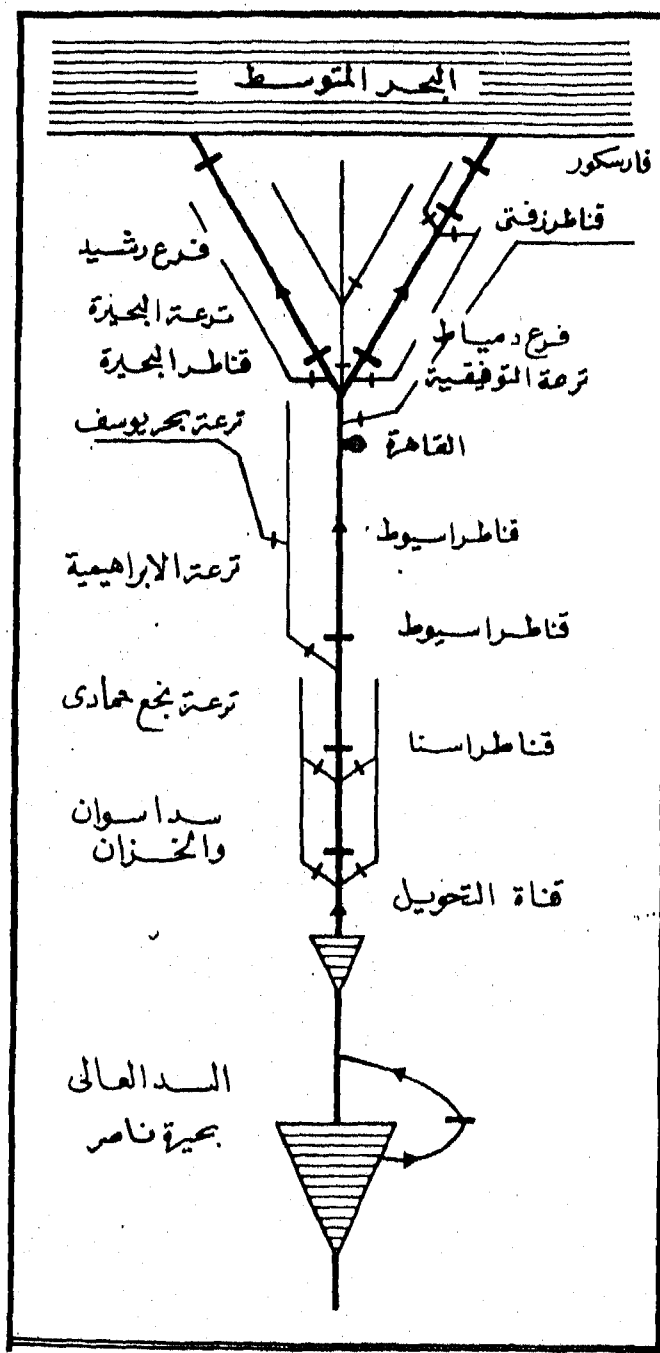 البحر المتوسط
فارسكور
قناطر زفتى
فرع رشيد
ترعة البحيرة
فرع دمياط
قناطر البحيرة
ترعة التوفيقية
ترعة بحر يوسف
القاهرة
قناطر اسيوط
ترعة الابراهيمية
قناطر اسيوط
ترعة نجع حمادى
قناطر اسنا
سد اسوان
والخزان
قناة التحويل
السد العالى
بحيرة ناصر